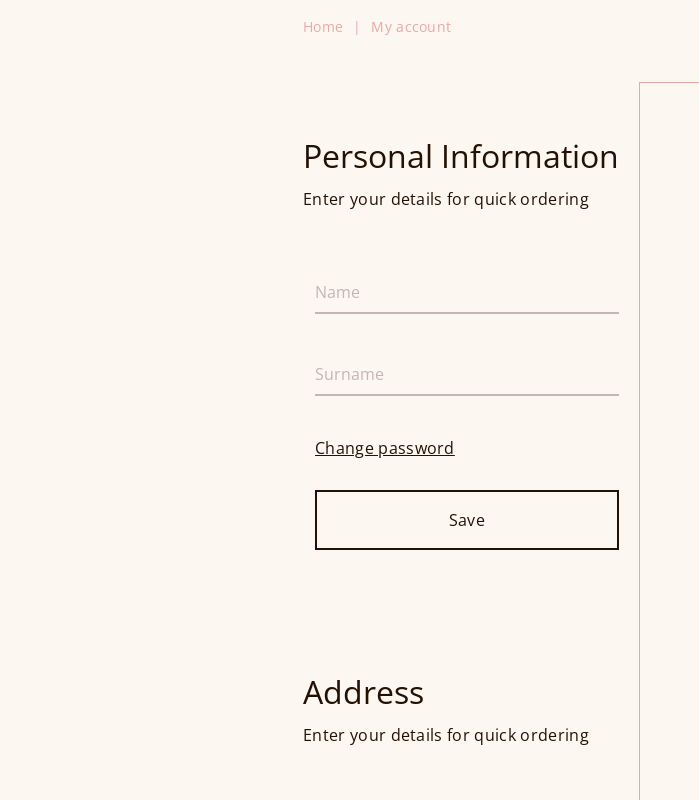 Home | My account
Personal Information
Enter your details for quick ordering
Name
Surname
Change password
Save
Address
Enter your details for quick ordering